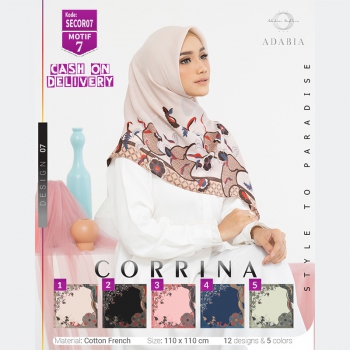 Kode:
SECOR07
MOTIF
7
CASH ON
DELIVERY
ADABIA
DESIGN 07
STYLE TO PARADISE
CORRINA
1 2 3 4 5
Material: Cotton French Size: 110 x 110 cm 12 designs & 5 colors